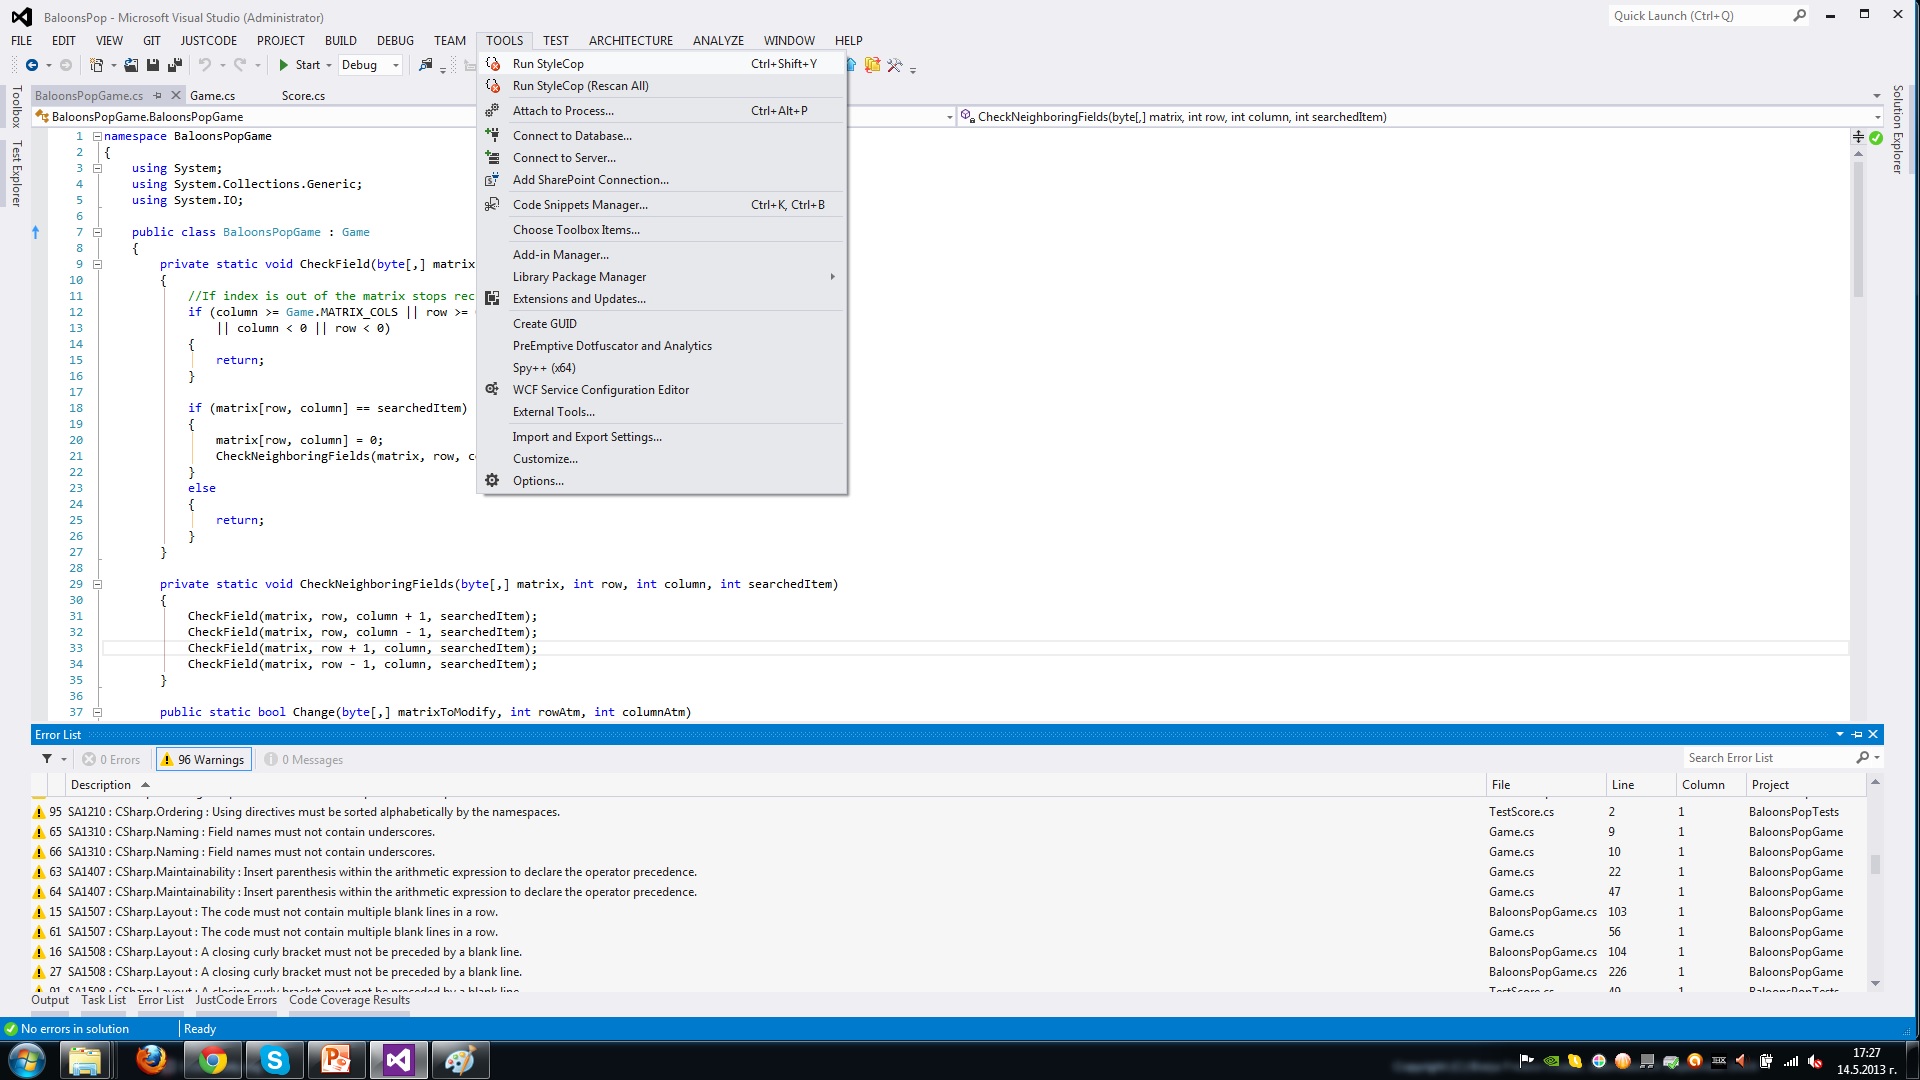 BaloonsPop - Microsoft Visual Studio (Administrator)
Quick Launch (Ctrl+Q)
FILE EDIT VIEW GIT JUSTCODE PROJECT BUILD DEBUG TEAM TOOLS TEST ARCHITECTURE ANALYZE WINDOW HELP
Start Debug
Run StyleCop Ctrl+Shift+Y
Run StyleCop (Rescan All)
Attach to Process... Ctrl+Alt+P
Connect to Database...
Connect to Server...
Add SharePoint Connection...
Code Snippets Manager... Ctrl+K, Ctrl+B
Choose Toolbox Items...
Add-in Manager...
Library Package Manager
Extensions and Updates...
Create GUID
PreEmptive Dotfuscator and Analytics
Spy++ (x64)
WCF Service Configuration Editor
External Tools...
Import and Export Settings...
Customize...
Options...
Toolbox
Test Explorer
Solution Explorer
BaloonsPopGame.cs Game.cs Score.cs
BaloonsPopGame.BaloonsPopGame
CheckNeighboringFields(byte[,] matrix, int row, int column, int searchedItem)
1 namespace BaloonsPopGame
2 {
3 using System;
4 using System.Collections.Generic;
5 using System.IO;
6
7 public class BaloonsPopGame : Game
8 {
9 private static void CheckField(byte[,] matrix
10 {
11 //If index is out of the matrix stops rec
12 if (column >= Game.MATRIX_COLS || row >=
13 || column < 0 || row < 0)
14 {
15 return;
16 }
17
18 if (matrix[row, column] == searchedItem)
19 {
20 matrix[row, column] = 0;
21 CheckNeighboringFields(matrix, row, c
22 }
23 else
24 {
25 return;
26 }
27 }
28
29 private static void CheckNeighboringFields(byte[,] matrix, int row, int column, int searchedItem)
30 {
31 CheckField(matrix, row, column + 1, searchedItem);
32 CheckField(matrix, row, column - 1, searchedItem);
33 CheckField(matrix, row + 1, column, searchedItem);
34 CheckField(matrix, row - 1, column, searchedItem);
35 }
36
37 public static bool Change(byte[,] matrixToModify, int rowAtm, int columnAtm)
Error List
0 Errors 96 Warnings 0 Messages
Search Error List
Description File Line Column Project
95 SA1210 : CSharp.Ordering : Using directives must be sorted alphabetically by the namespaces. TestScore.cs 2 1 BaloonsPopTests
65 SA1310 : CSharp.Naming : Field names must not contain underscores. Game.cs 9 1 BaloonsPopGame
66 SA1310 : CSharp.Naming : Field names must not contain underscores. Game.cs 10 1 BaloonsPopGame
63 SA1407 : CSharp.Maintainability : Insert parenthesis within the arithmetic expression to declare the operator precedence. Game.cs 22 1 BaloonsPopGame
64 SA1407 : CSharp.Maintainability : Insert parenthesis within the arithmetic expression to declare the operator precedence. Game.cs 47 1 BaloonsPopGame
15 SA1507 : CSharp.Layout : The code must not contain multiple blank lines in a row. BaloonsPopGame.cs 103 1 BaloonsPopGame
61 SA1507 : CSharp.Layout : The code must not contain multiple blank lines in a row. Game.cs 56 1 BaloonsPopGame
16 SA1508 : CSharp.Layout : A closing curly bracket must not be preceded by a blank line. BaloonsPopGame.cs 104 1 BaloonsPopGame
27 SA1508 : CSharp.Layout : A closing curly bracket must not be preceded by a blank line. BaloonsPopGame.cs 226 1 BaloonsPopGame
91 SA1508 : CSharp.Layout : A closing curly bracket must not be preceded by a blank line. TestScore.cs 49 1 BaloonsPopTests
Output Task List Error List JustCode Errors Code Coverage Results
No errors in solution Ready
17:27
14.5.2013 г.